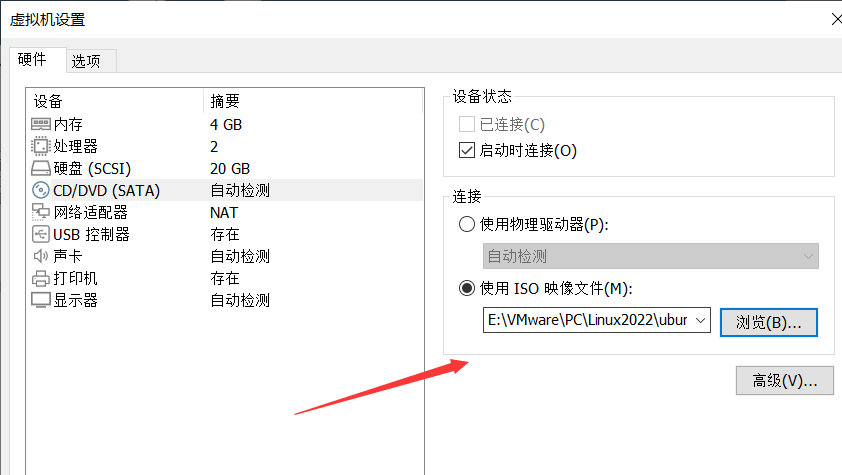 虚拟机设置
硬件 选项
设备 摘要
内存 4 GB
处理器 2
硬盘 (SCSI) 20 GB
CD/DVD (SATA) 自动检测
网络适配器 NAT
USB 控制器 存在
声卡 自动检测
打印机 存在
显示器 自动检测
设备状态
已连接(C)
启动时连接(O)
连接
使用物理驱动器(P):
自动检测
使用 ISO 映像文件(M):
E:\VMware\PC\Linux2022\ubur
浏览(B)...
高级(V)...